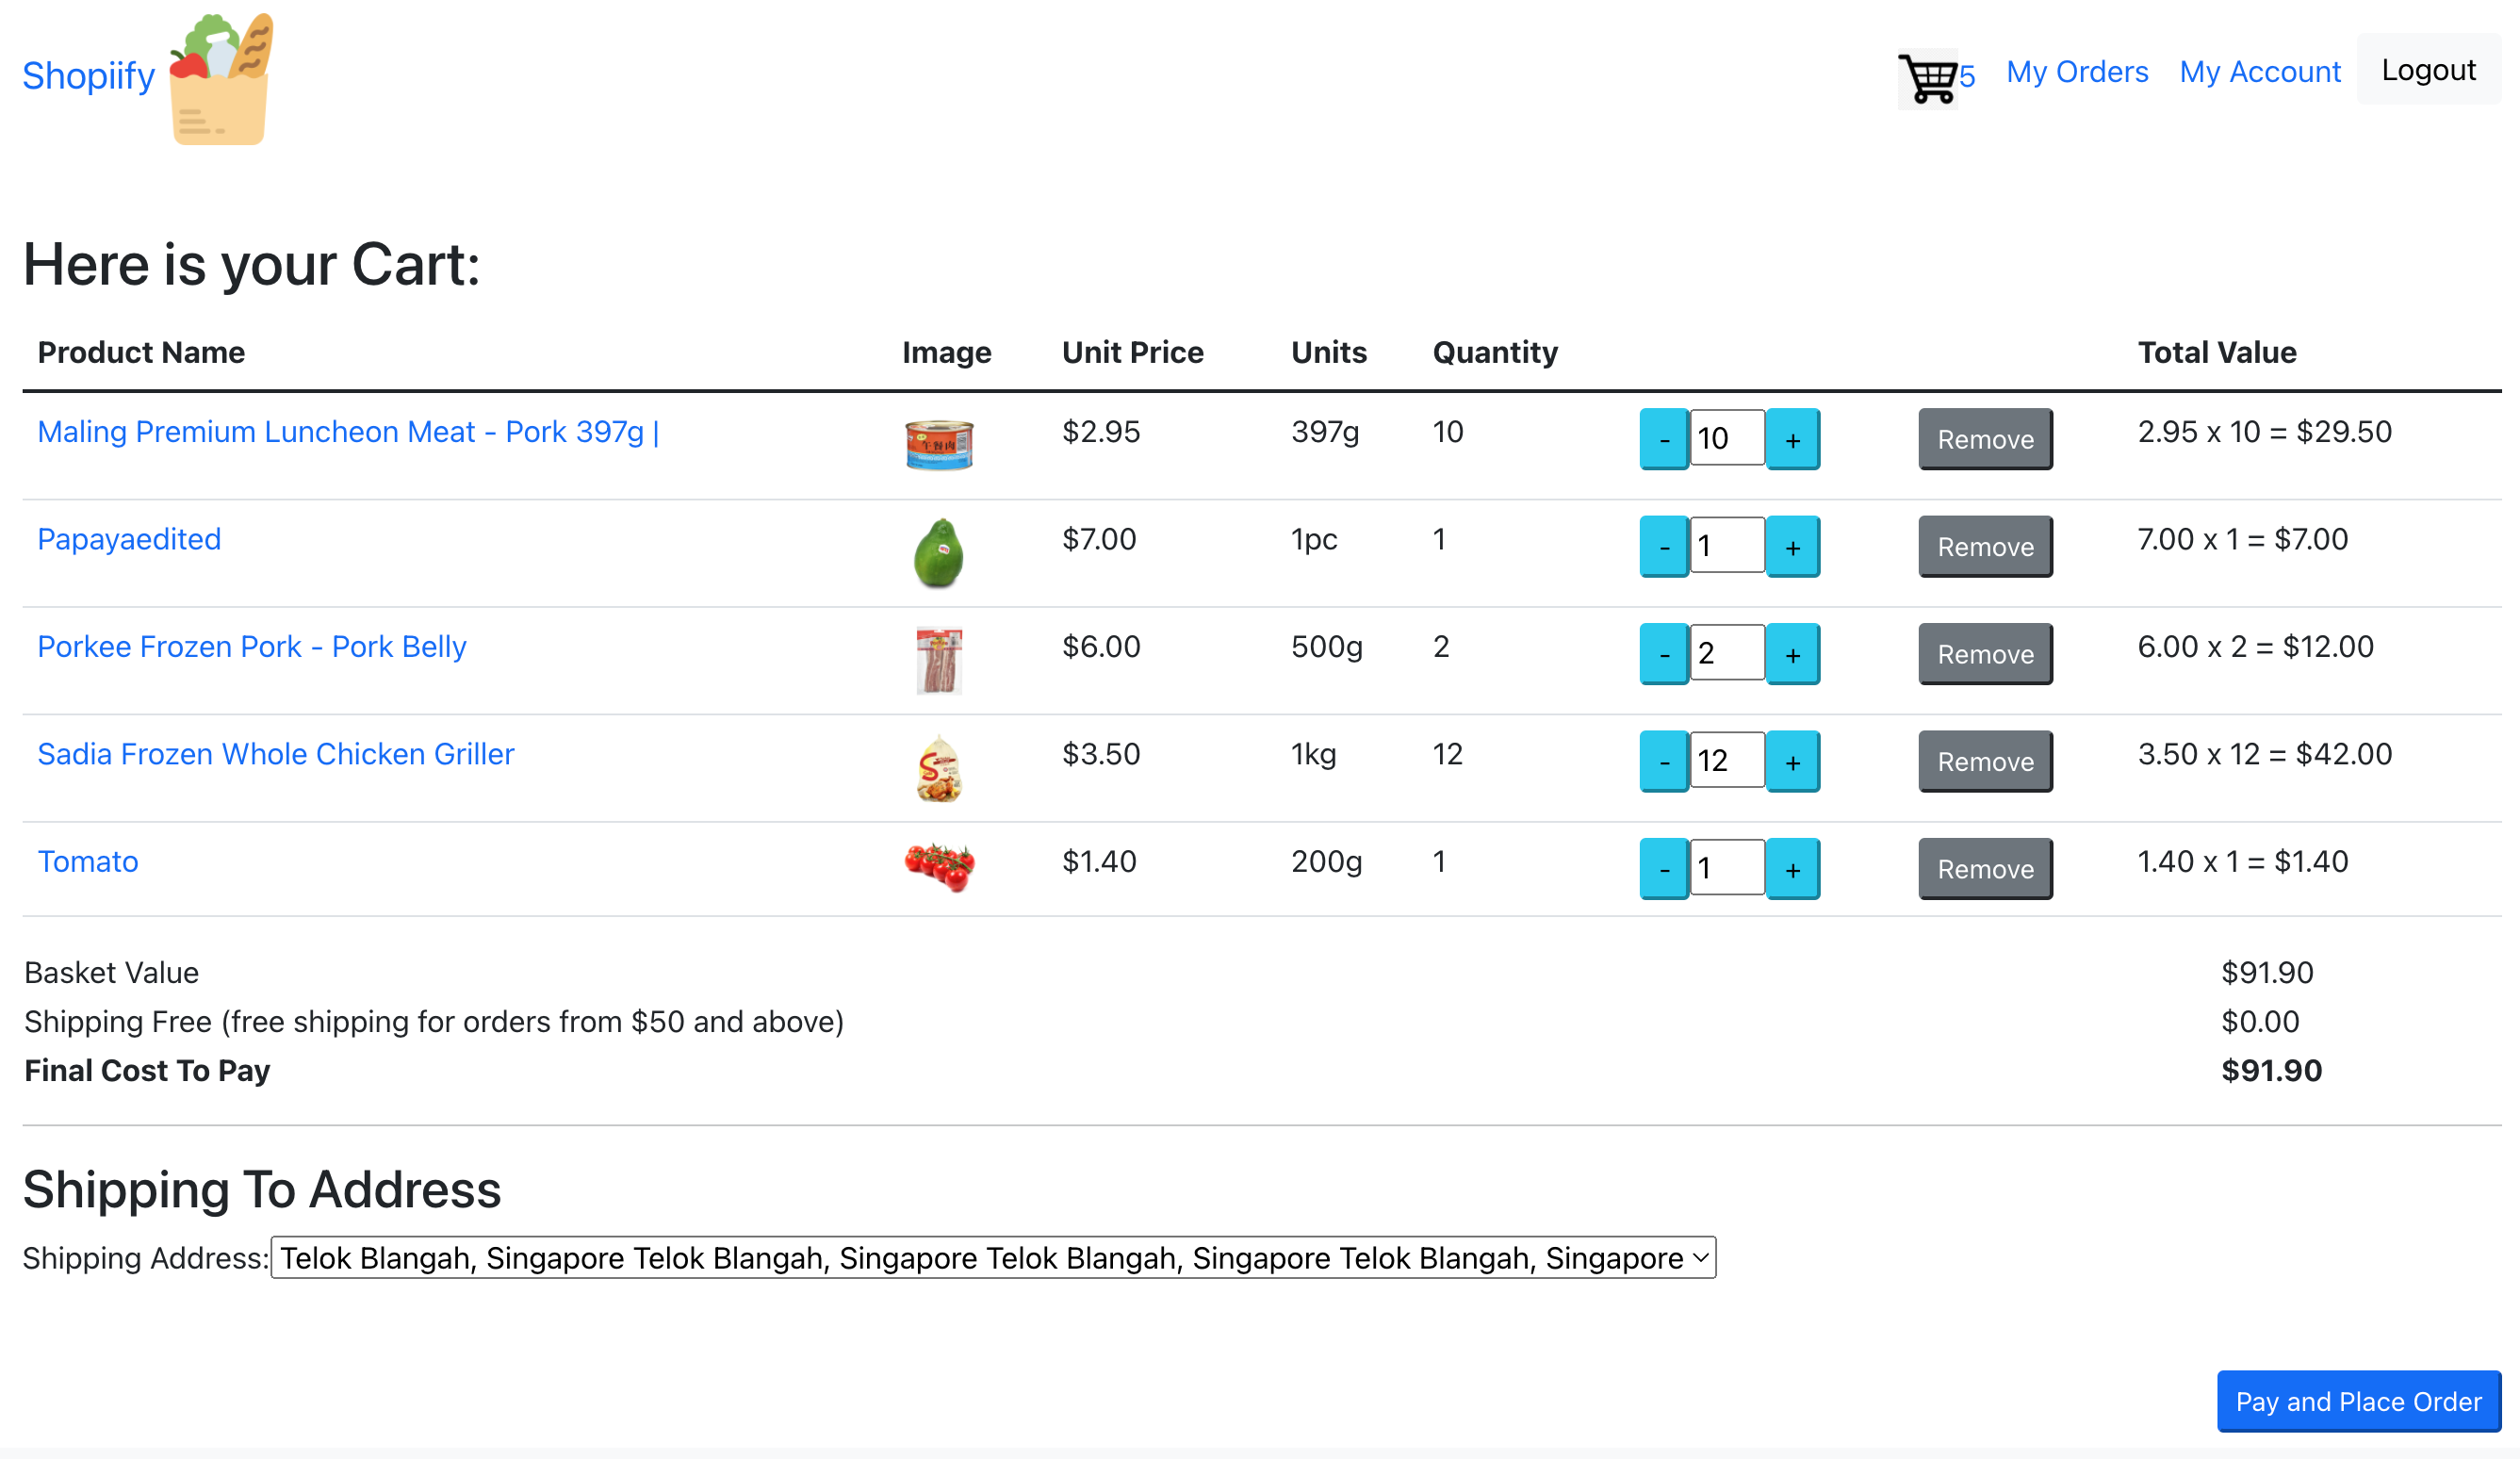 Shopiify
5 My Orders My Account Logout
Here is your Cart:
Product Name Image Unit Price Units Quantity Total Value
Maling Premium Luncheon Meat - Pork 397g | 午餐肉 $2.95 397g 10 - 10 + Remove 2.95 x 10 = $29.50
Papayaedited $7.00 1pc 1 - 1 + Remove 7.00 x 1 = $7.00
Porkee Frozen Pork - Pork Belly $6.00 500g 2 - 2 + Remove 6.00 x 2 = $12.00
Sadia Frozen Whole Chicken Griller $3.50 1kg 12 - 12 + Remove 3.50 x 12 = $42.00
Tomato $1.40 200g 1 - 1 + Remove 1.40 x 1 = $1.40
Basket Value $91.90
Shipping Free (free shipping for orders from $50 and above) $0.00
Final Cost To Pay $91.90
Shipping To Address
Shipping Address: Telok Blangah, Singapore Telok Blangah, Singapore Telok Blangah, Singapore Telok Blangah, Singapore
Pay and Place Order